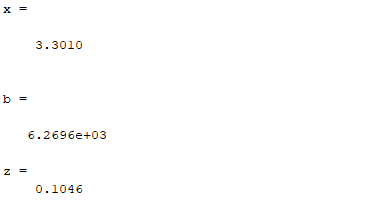 x =
3.3010
b =
6.2696e+03
z =
0.1046